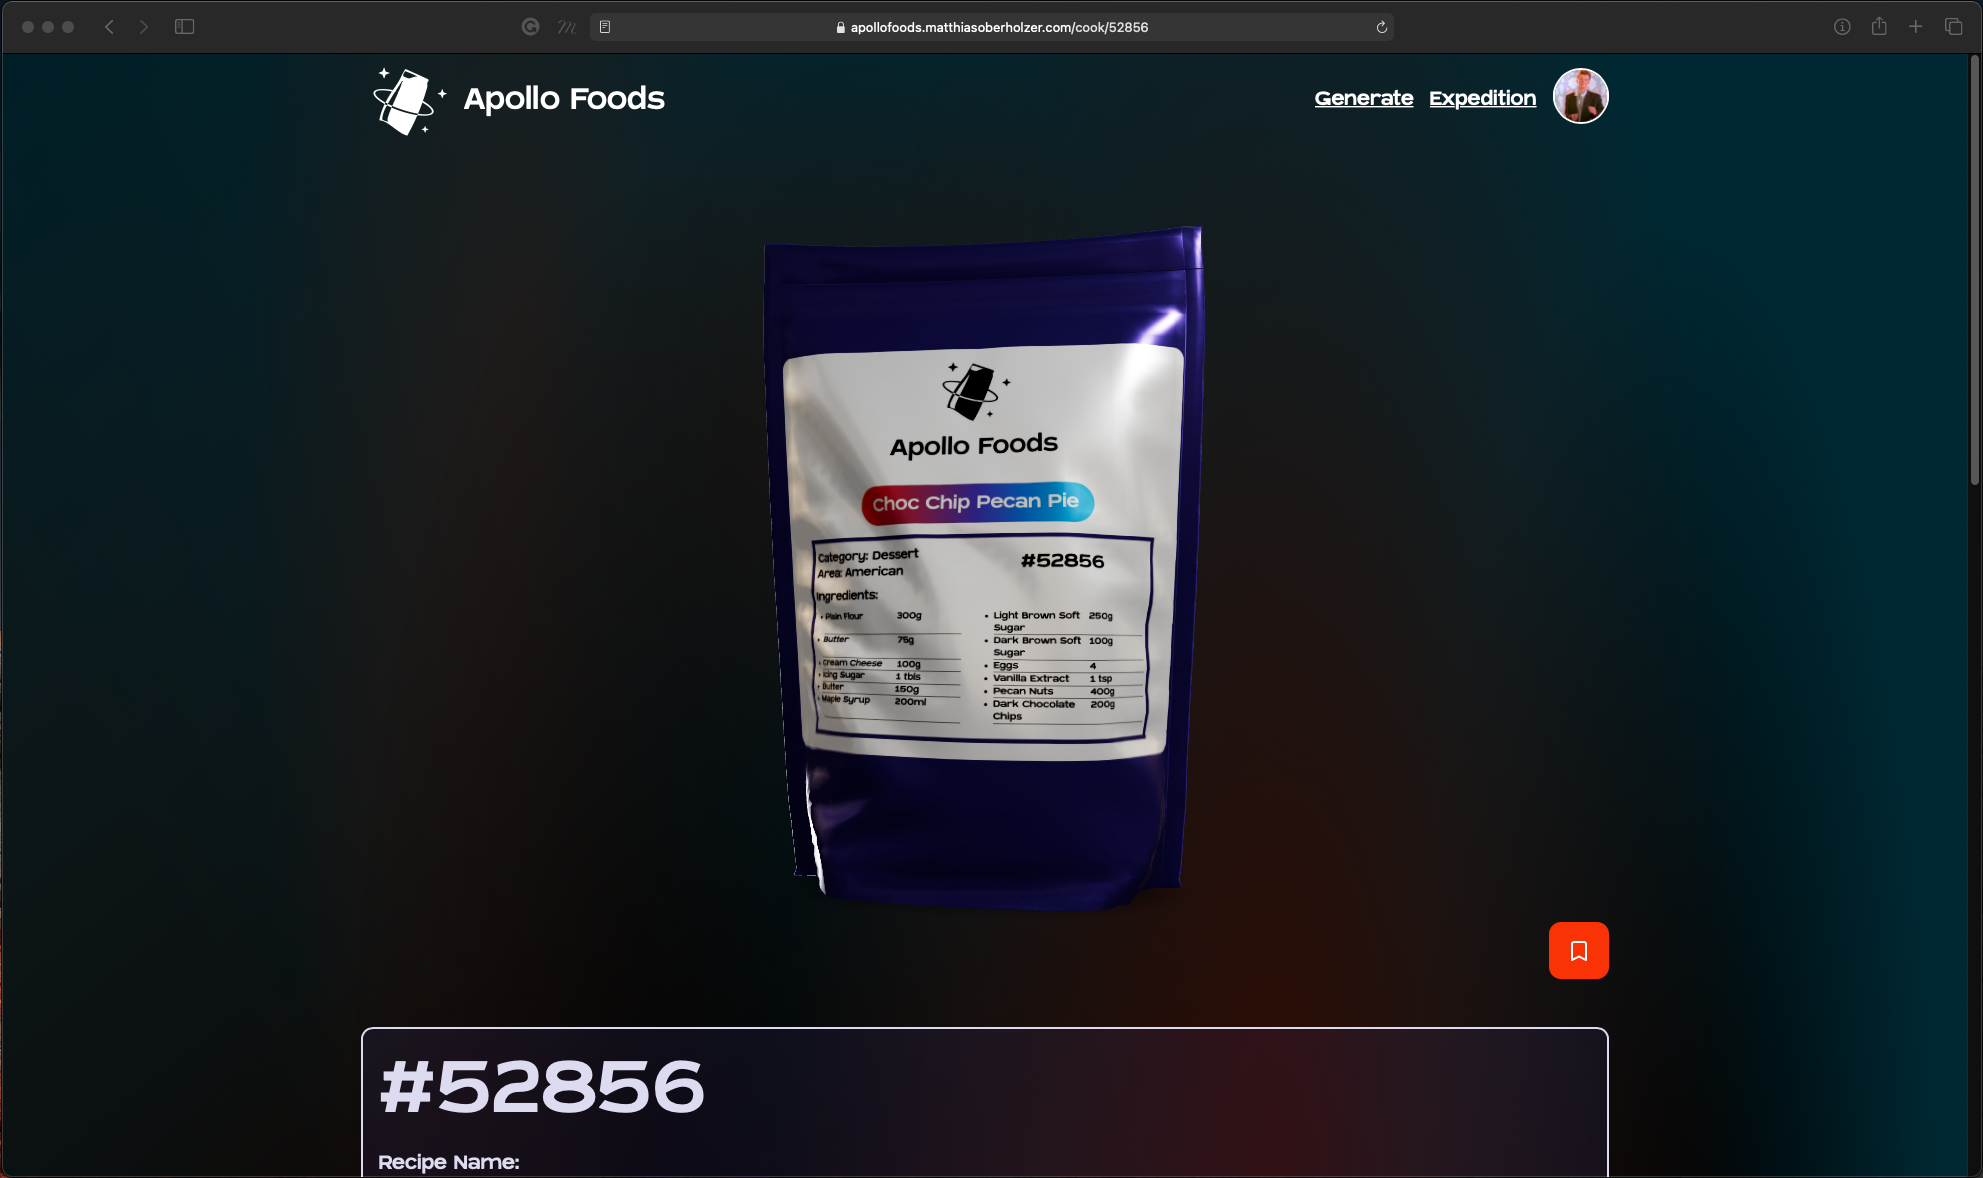 apollofoods.matthiasoberholzer.com/cook/52856
Apollo Foods
Generate Expedition
Apollo Foods
Choc Chip Pecan Pie
Category: Dessert
Area: American
#52856
Ingredients:
• Plain Flour 300g
• Butter 75g
• Cream Cheese 100g
• Icing Sugar 1 tbls
• Butter 150g
• Maple Syrup 200ml
• Light Brown Soft Sugar 250g
• Dark Brown Soft Sugar 100g
• Eggs 4
• Vanilla Extract 1 tsp
• Pecan Nuts 400g
• Dark Chocolate Chips 200g
#52856
Recipe Name: